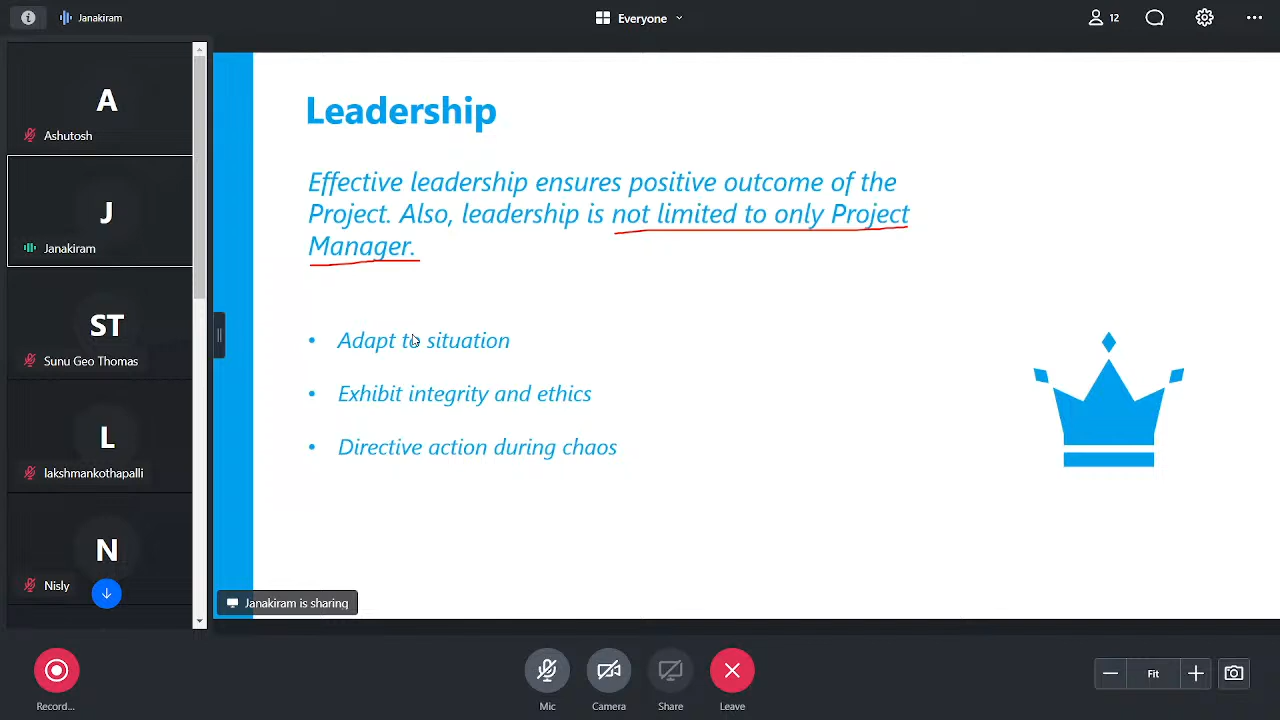 Janakiram
Everyone
12
A
Ashutosh
J
Janakiram
ST
Sunu Geo Thomas
L
lakshmankothapalli
N
Nisly
Leadership
Effective leadership ensures positive outcome of the
Project. Also, leadership is not limited to only Project
Manager.
• Adapt to situation
• Exhibit integrity and ethics
• Directive action during chaos
Janakiram is sharing
Record...
Mic
Camera
Share
Leave
Fit